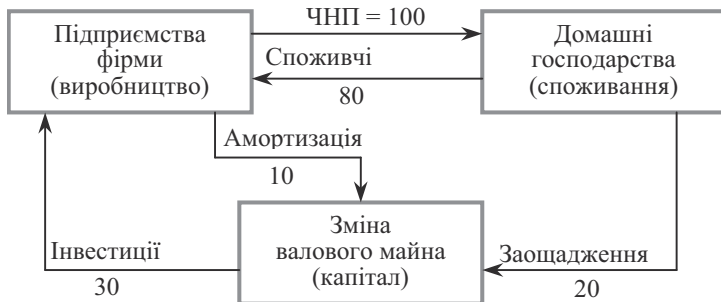 Підприємства
фірми
(виробництво)
ЧНП = 100
Споживчі
80
Домашні
господарства
(споживання)
Амортизація
10
Інвестиції
30
Зміна
валового майна
(капітал)
Заощадження
20